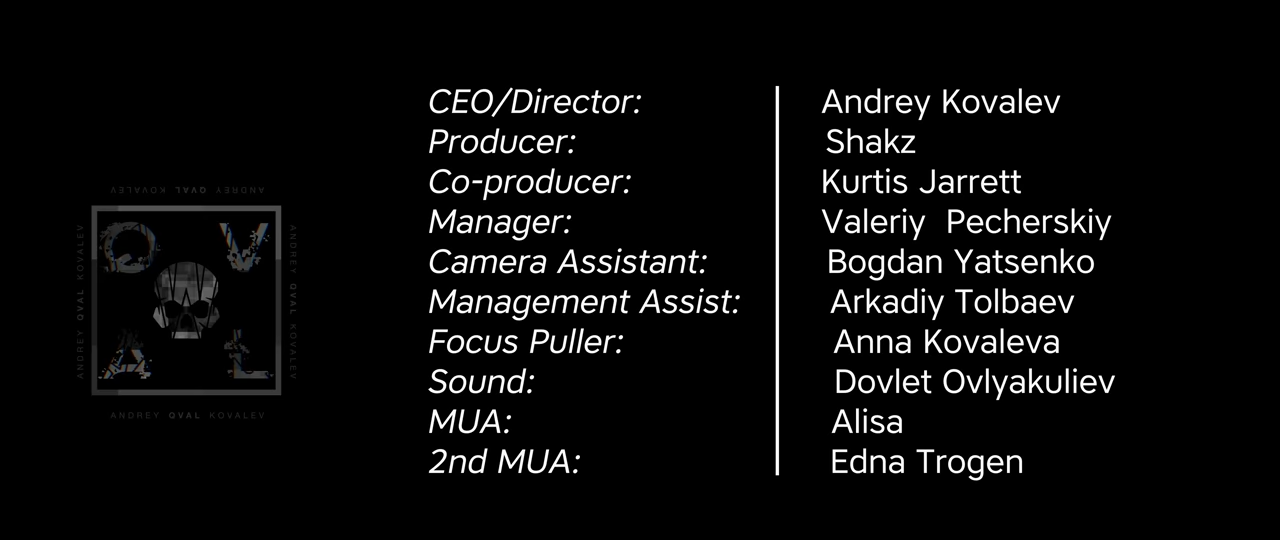 CEO/Director: Andrey Kovalev
Producer: Shakz
Co-producer: Kurtis Jarrett
Manager: Valeriy Pecherskiy
Camera Assistant: Bogdan Yatsenko
Management Assist: Arkadiy Tolbaev
Focus Puller: Anna Kovaleva
Sound: Dovlet Ovlyakuliev
MUA: Alisa
2nd MUA: Edna Trogen
ANDREY QVAL KOVALEV
ANDREY QVAL KOVALEV
Q V
A L
ANDREY QVAL KOVALEV
ANDREY QVAL KOVALEV